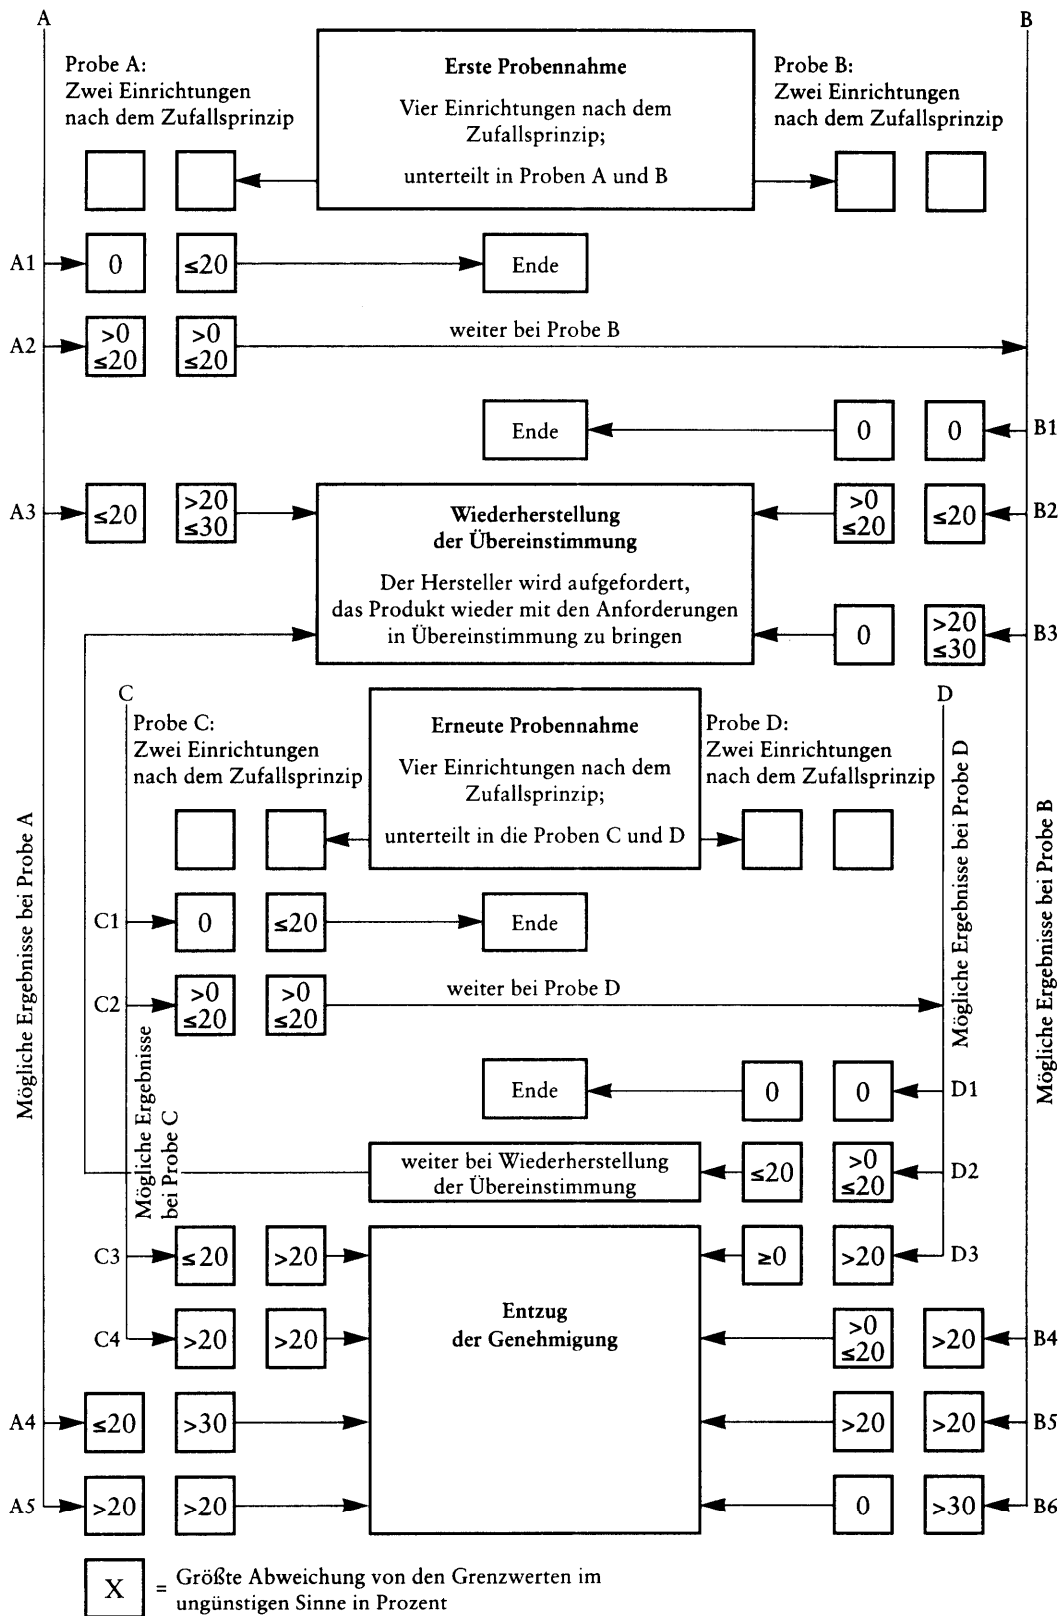 A
B
Probe A:
Zwei Einrichtungen
nach dem Zufallsprinzip
Erste Probennahme
Vier Einrichtungen nach dem
Zufallsprinzip;
unterteilt in Proben A und B
Probe B:
Zwei Einrichtungen
nach dem Zufallsprinzip
A1 0 ≤20 Ende
A2 >0 ≤20 >0 ≤20 weiter bei Probe B
Ende 0 0 B1
A3 ≤20 >20 ≤30
Wiederherstellung
der Übereinstimmung
Der Hersteller wird aufgefordert,
das Produkt wieder mit den Anforderungen
in Übereinstimmung zu bringen
>0 ≤20 ≤20 B2
0 >20 ≤30 B3
C
D
Probe C:
Zwei Einrichtungen
nach dem Zufallsprinzip
Erneute Probennahme
Vier Einrichtungen nach dem
Zufallsprinzip;
unterteilt in die Proben C und D
Probe D:
Zwei Einrichtungen
nach dem Zufallsprinzip
Mögliche Ergebnisse bei Probe A
Mögliche Ergebnisse bei Probe D
Mögliche Ergebnisse bei Probe B
C1 0 ≤20 Ende
C2 >0 ≤20 >0 ≤20 weiter bei Probe D
Mögliche Ergebnisse
bei Probe C
Ende 0 0 D1
weiter bei Wiederherstellung
der Übereinstimmung
≤20 >0 ≤20 D2
C3 ≤20 >20
≥0 >20 D3
Entzug
der Genehmigung
C4 >20 >20
>0 ≤20 >20 B4
A4 ≤20 >30
>20 >20 B5
A5 >20 >20
0 >30 B6
X = Größte Abweichung von den Grenzwerten im
ungünstigen Sinne in Prozent